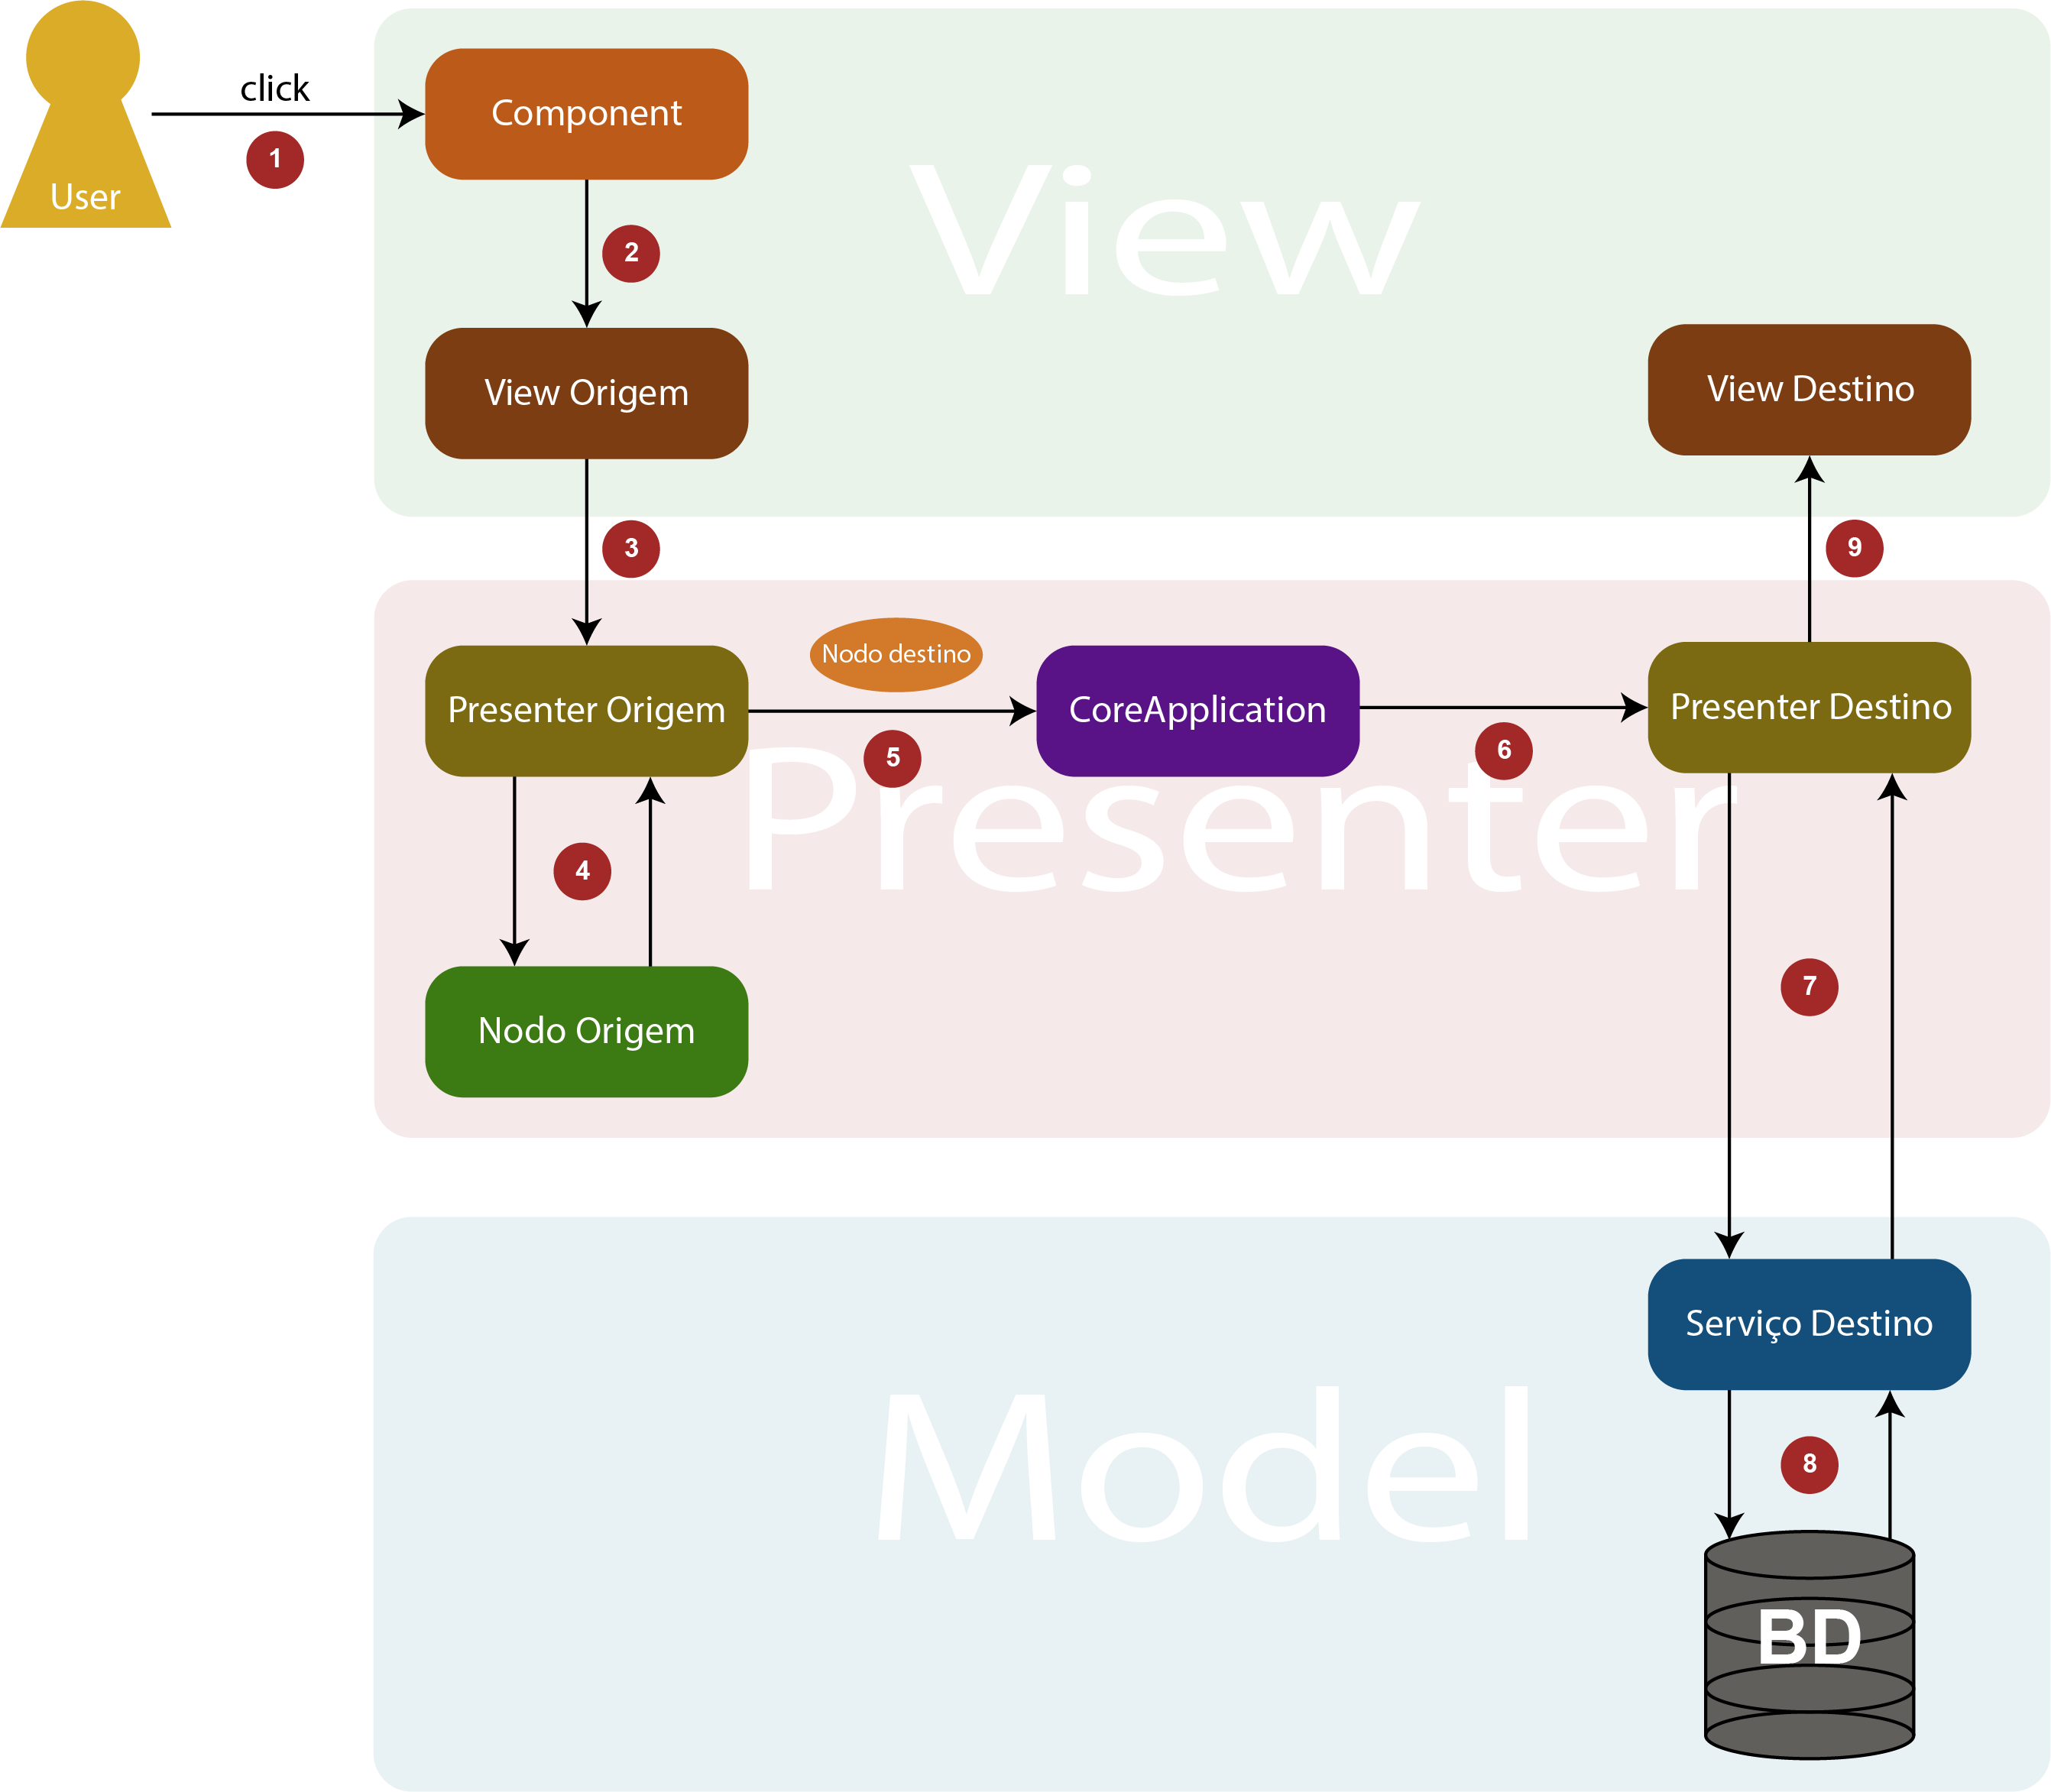 click
Component
1
User
View
2
View Origem
View Destino
3
9
Nodo destino
Presenter Origem
CoreApplication
Presenter Destino
5
6
Presenter
4
7
Nodo Origem
Serviço Destino
Model
8
BD